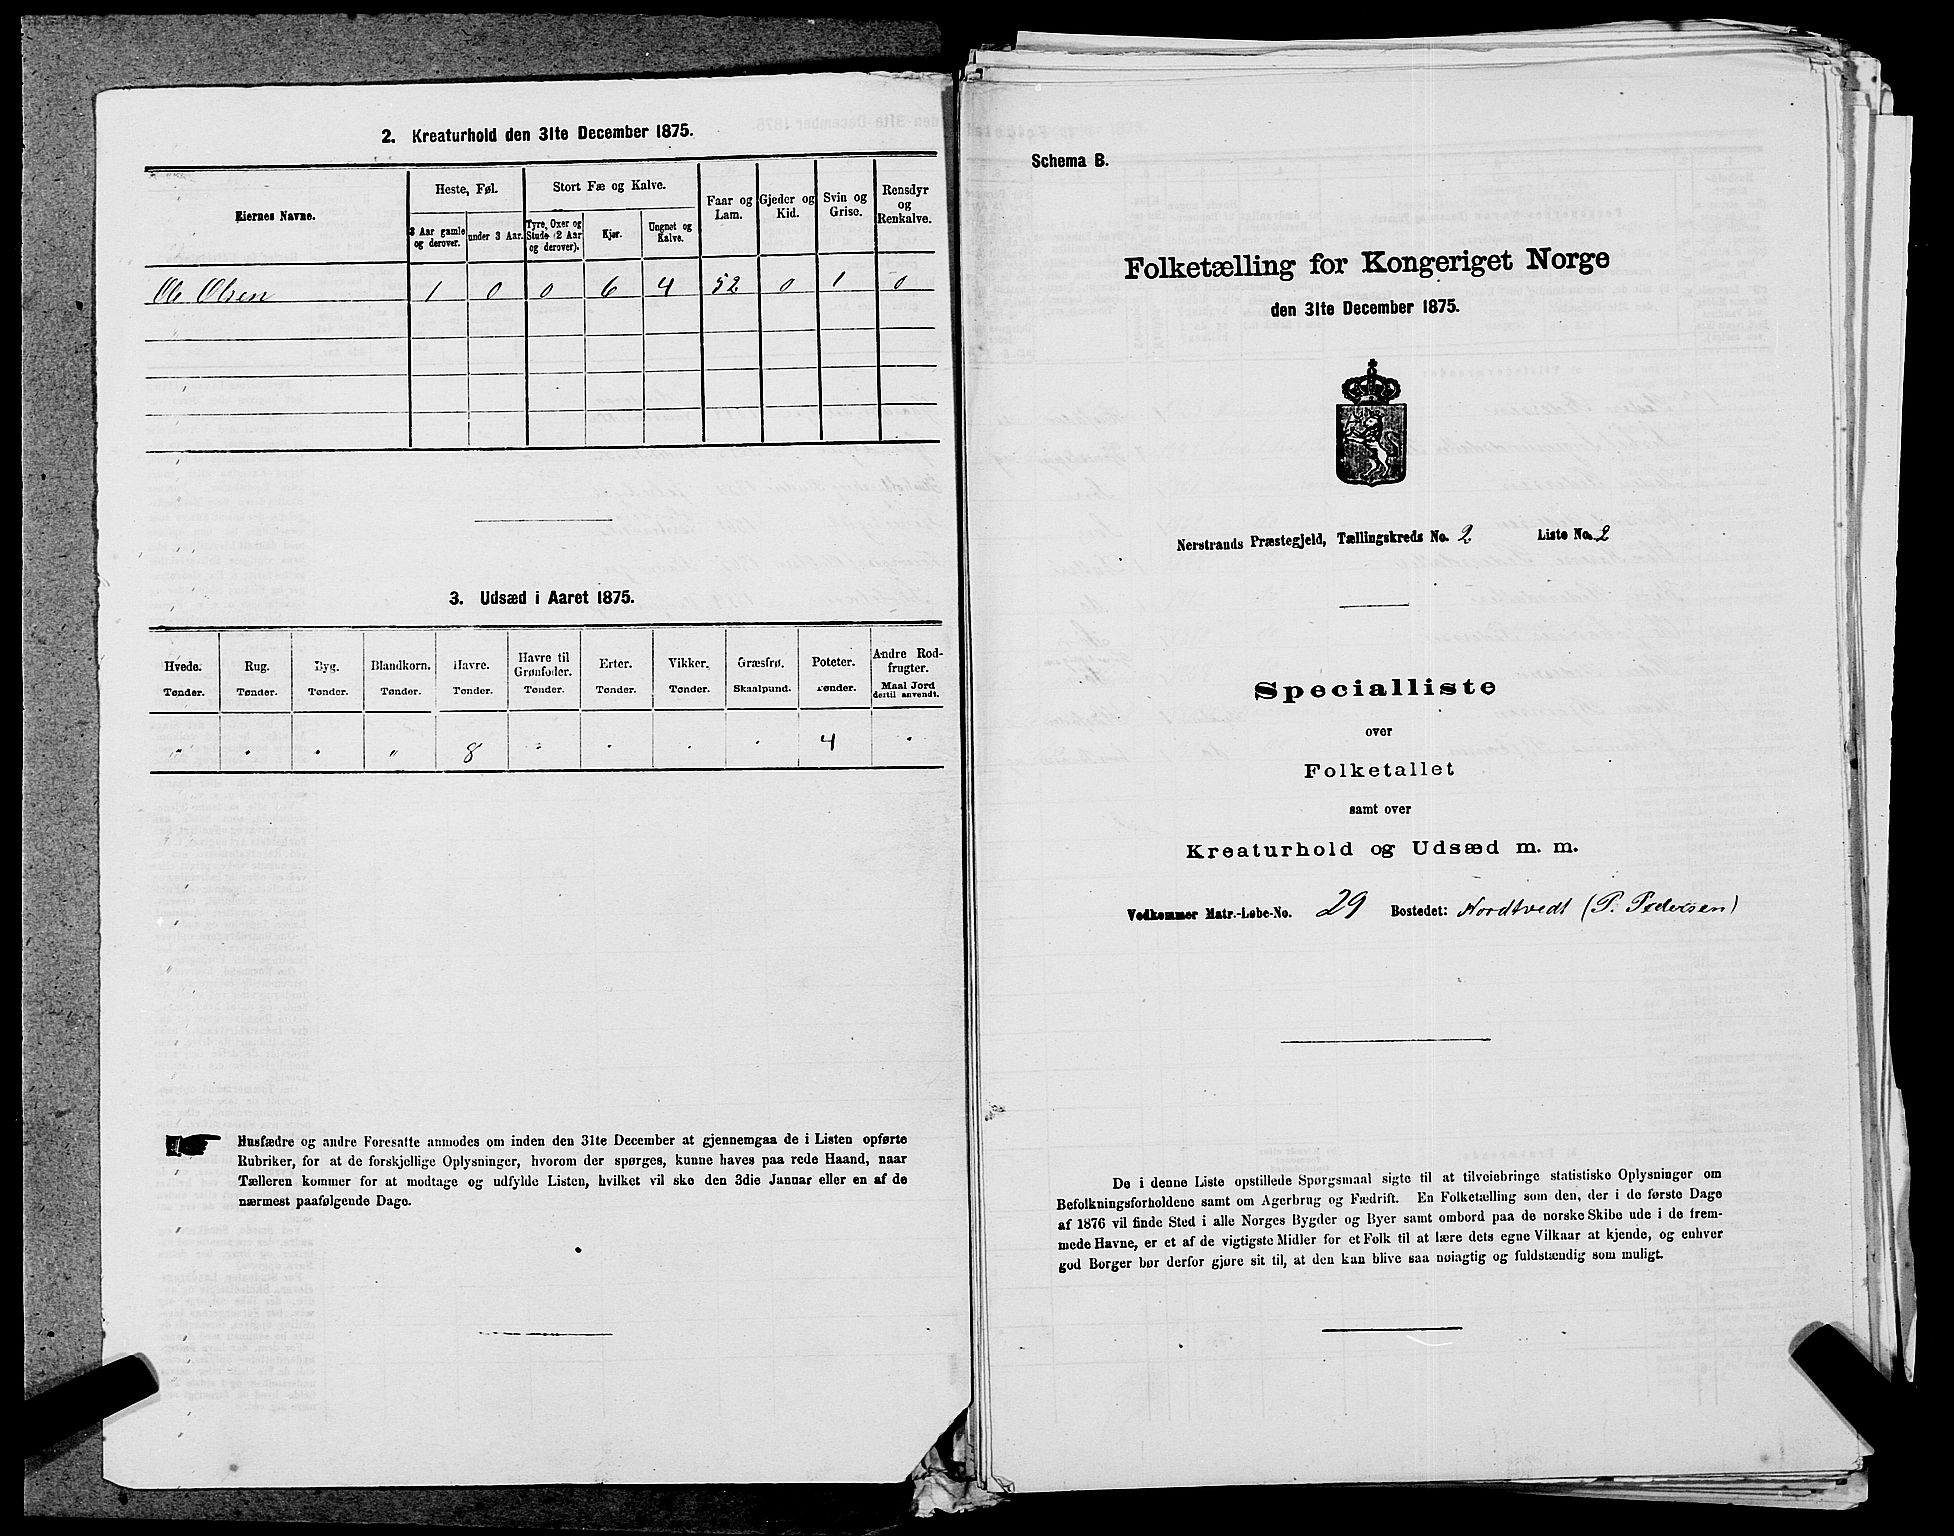 2. Kreaturhold den 31te December 1875.
Eiernes Navne.
Heste, Føl.
Stort Fæ og Kalve.
Faar og Lam.
Gjeder og Kid.
Svin og Grise.
Rensdyr og Renkalve.
3 Aar gamle og derover.
under 3 Aar.
Tyre, Oxer og Stude (2 Aar og derover).
Kjør.
Ungnet og Kalve.
Ole Olsen 1 0 0 6 4 52 0 1 0
3. Udsæd i Aaret 1875.
Hvede. Rug. Byg. Blandkorn. Havre. Havre til Grønfoder. Erter. Vikker. Græsfrø. Poteter. Andre Rodfrugter.
Tønder. Tønder. Tønder. Tønder. Tønder. Tønder. Tønder. Tønder. Skaalpund. Tønder. Maal Jord dertil anvendt.
" " " " 8 " " " " 4 "
Husfædre og andre Foresatte anmodes om inden den 31te December at gjennemgaa de i Listen opførte
Rubriker, for at de forskjellige Oplysninger, hvorom der spørges, kunne haves paa rede Haand, naar
Tælleren kommer for at modtage og udfylde Listen, hvilket vil ske den 3die Januar eller en af de
nærmest paafølgende Dage.
Schema B.
Folketælling for Kongeriget Norge
den 31te December 1875.
Nerstrands Præstegjeld, Tællingskreds No. 2 Liste No. 2
Specialliste
over
Folketallet
samt over
Kreaturhold og Udsæd m. m.
Vedkommer Matr.-Løbe-No. 29 Bostedet: Nordtvedt (P. Pedersen)
De i denne Liste opstillede Spørgsmaal sigte til at tilveiebringe statistiske Oplysninger om
Befolkningsforholdene samt om Agerbrug og Fædrift. En Folketælling som den, der i de første Dage
af 1876 vil finde Sted i alle Norges Bygder og Byer samt ombord paa de norske Skibe ude i de frem-
mede Havne, er et af de vigtigste Midler for et Folk til at lære dets egne Vilkaar at kjende, og enhver
god Borger bør derfor gjøre sit til, at den kan blive saa nøiagtig og fuldstændig som muligt.